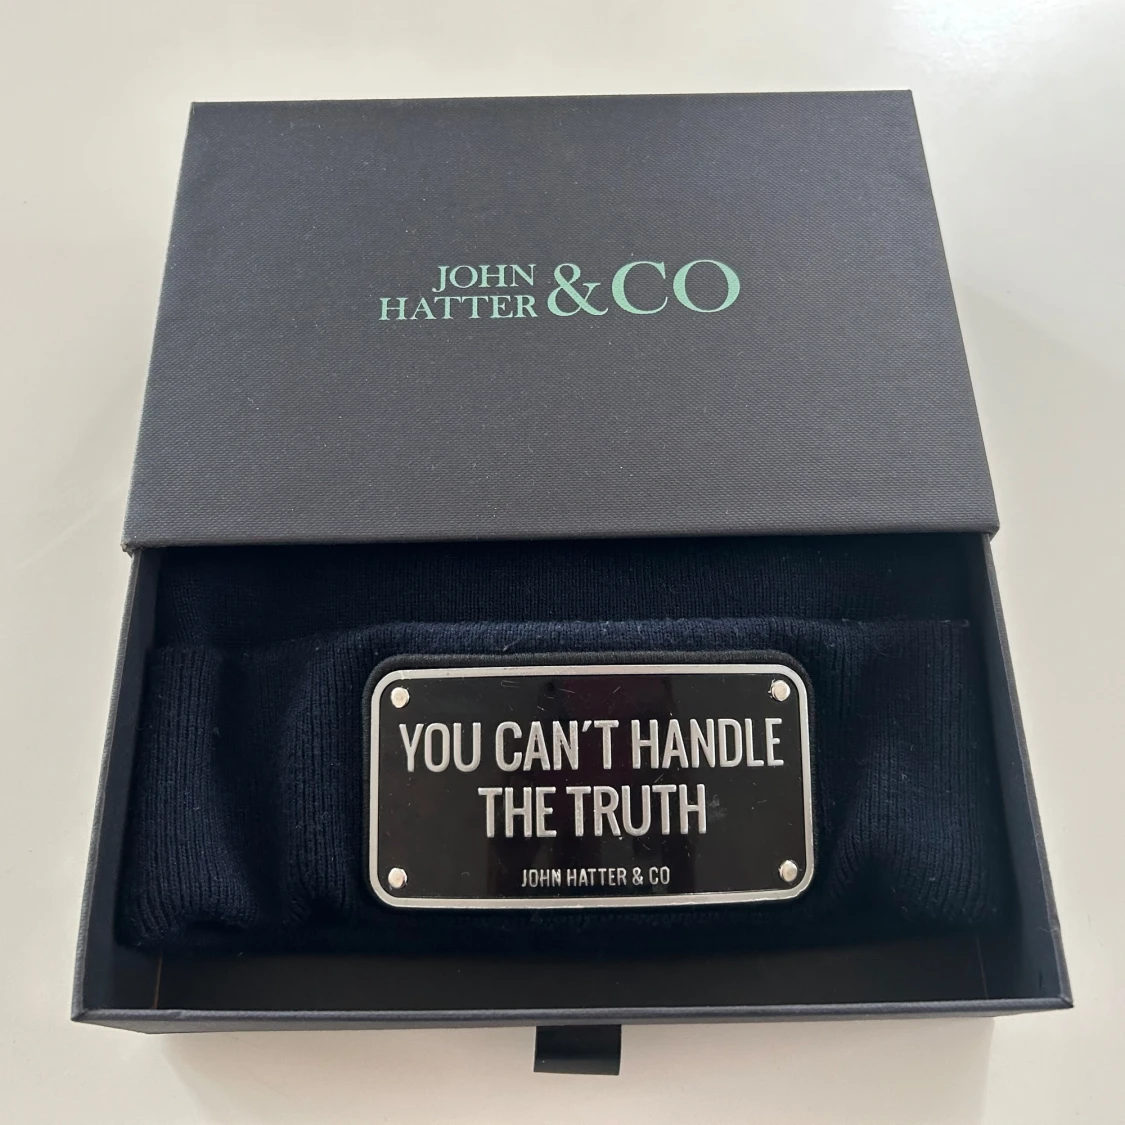 JOHN
HATTER &CO
YOU CAN´T HANDLE
THE TRUTH
JOHN HATTER & CO